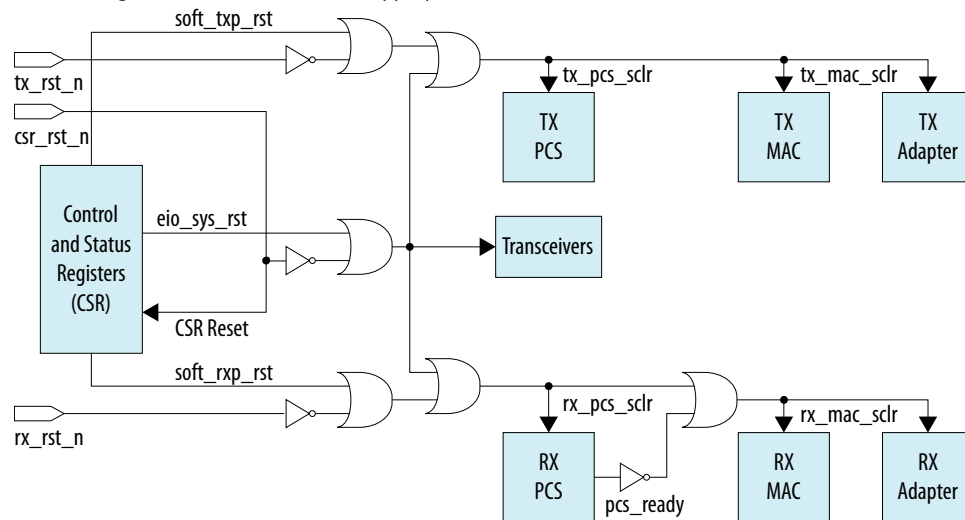 soft_txp_rst
tx_rst_n
csr_rst_n
tx_pcs_sclr
tx_mac_sclr
TX
PCS
TX
MAC
TX
Adapter
Control
and Status
Registers
(CSR)
eio_sys_rst
Transceivers
CSR Reset
soft_rxp_rst
rx_rst_n
rx_pcs_sclr
rx_mac_sclr
RX
PCS
pcs_ready
RX
MAC
RX
Adapter